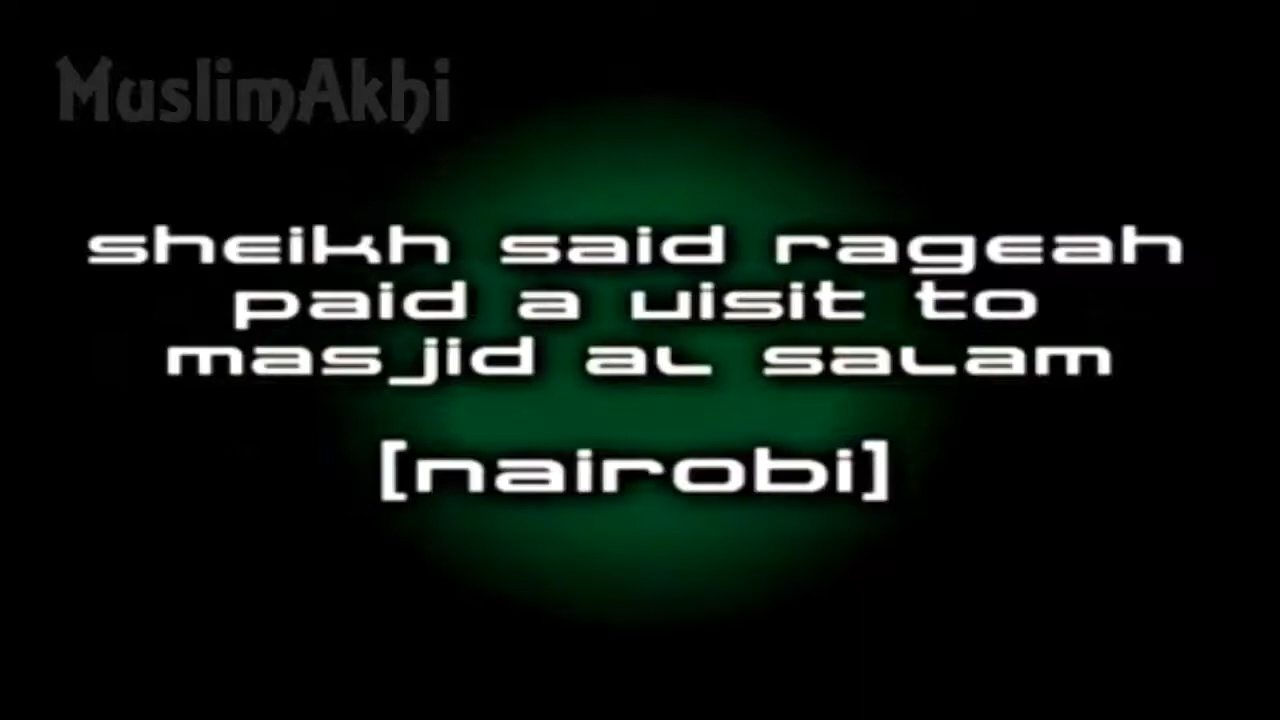 MuslimAkhi
sheikh said rageah
paid a visit to
masjid al salam
[nairobi]